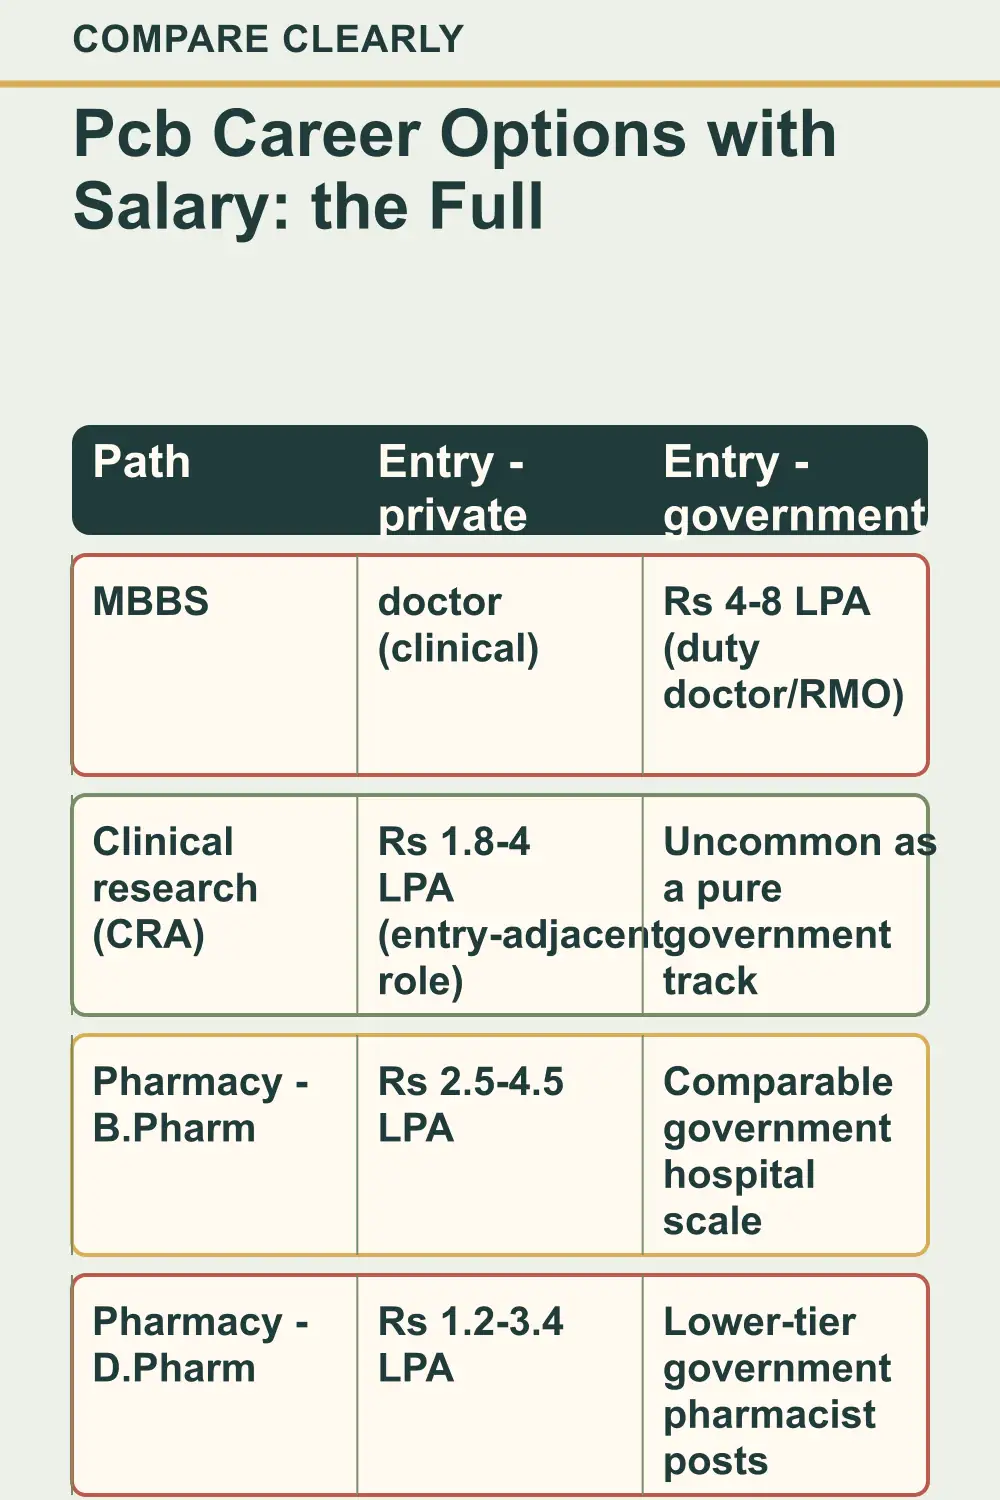 COMPARE CLEARLY
Pcb Career Options with
Salary: the Full
Path
Entry -
private
Entry -
government
MBBS
doctor
(clinical)
Rs 4-8 LPA
(duty
doctor/RMO)
Clinical
research
(CRA)
Rs 1.8-4
LPA
(entry-adjacent
role)
Uncommon as
a pure
government
track
Pharmacy -
B.Pharm
Rs 2.5-4.5
LPA
Comparable
government
hospital
scale
Pharmacy -
D.Pharm
Rs 1.2-3.4
LPA
Lower-tier
government
pharmacist
posts